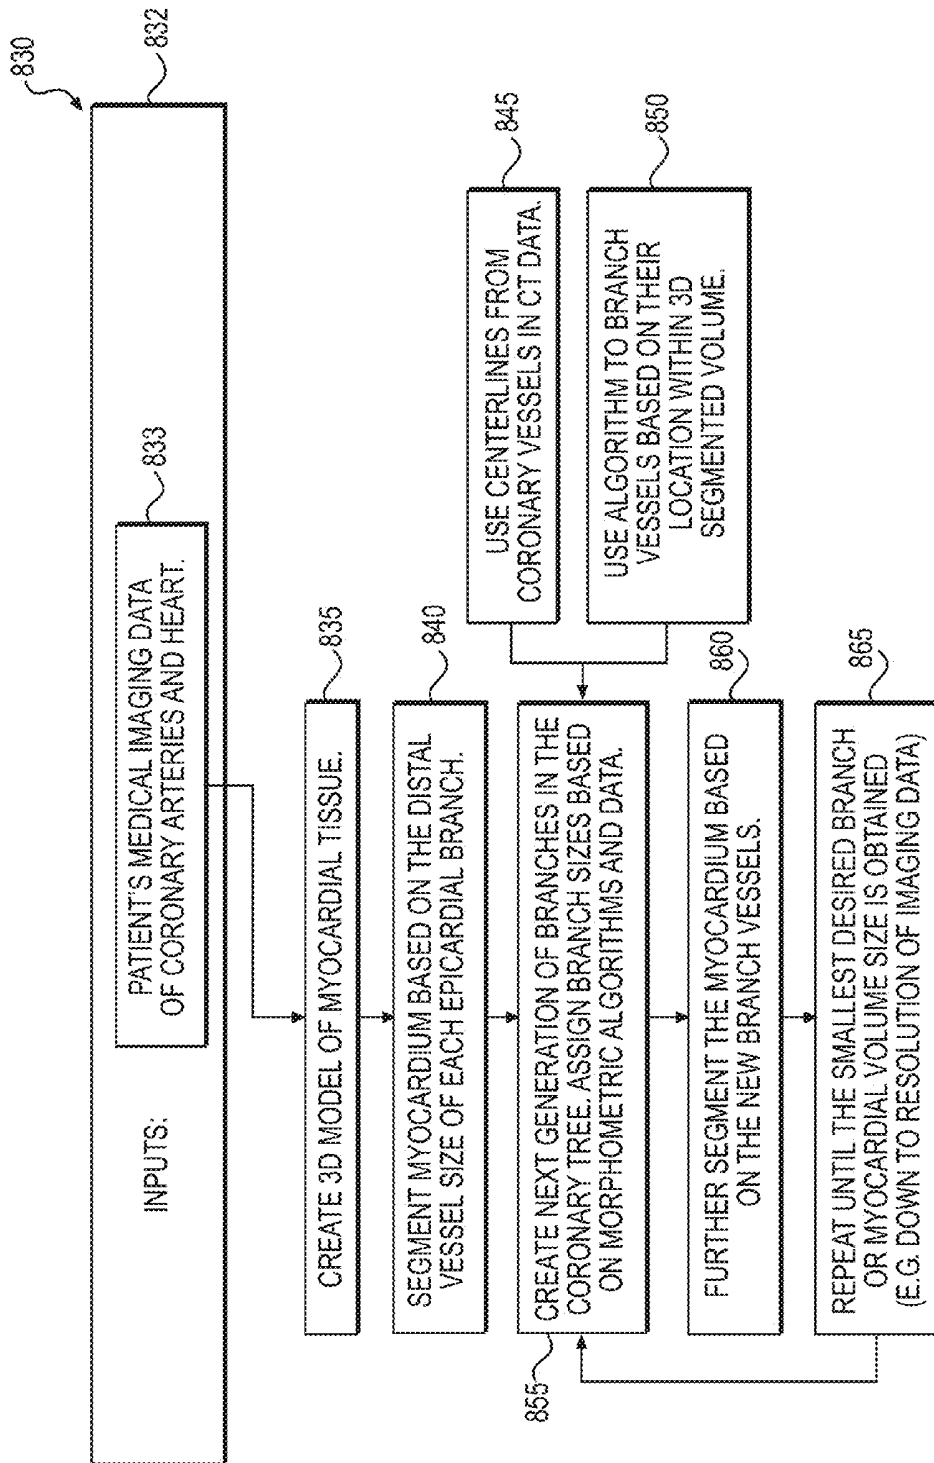 830
832
INPUTS:
833
PATIENT'S MEDICAL IMAGING DATA
OF CORONARY ARTERIES AND HEART.
835
CREATE 3D MODEL OF MYOCARDIAL TISSUE.
840
SEGMENT MYOCARDIUM BASED ON THE DISTAL
VESSEL SIZE OF EACH EPICARDIAL BRANCH.
845
USE CENTERLINES FROM
CORONARY VESSELS IN CT DATA.
850
USE ALGORITHM TO BRANCH
VESSELS BASED ON THEIR
LOCATION WITHIN 3D
SEGMENTED VOLUME.
855
CREATE NEXT GENERATION OF BRANCHES IN THE
CORONARY TREE. ASSIGN BRANCH SIZES BASED
ON MORPHOMETRIC ALGORITHMS AND DATA.
860
FURTHER SEGMENT THE MYOCARDIUM BASED
ON THE NEW BRANCH VESSELS.
865
REPEAT UNTIL THE SMALLEST DESIRED BRANCH
OR MYOCARDIAL VOLUME SIZE IS OBTAINED
(E.G. DOWN TO RESOLUTION OF IMAGING DATA)